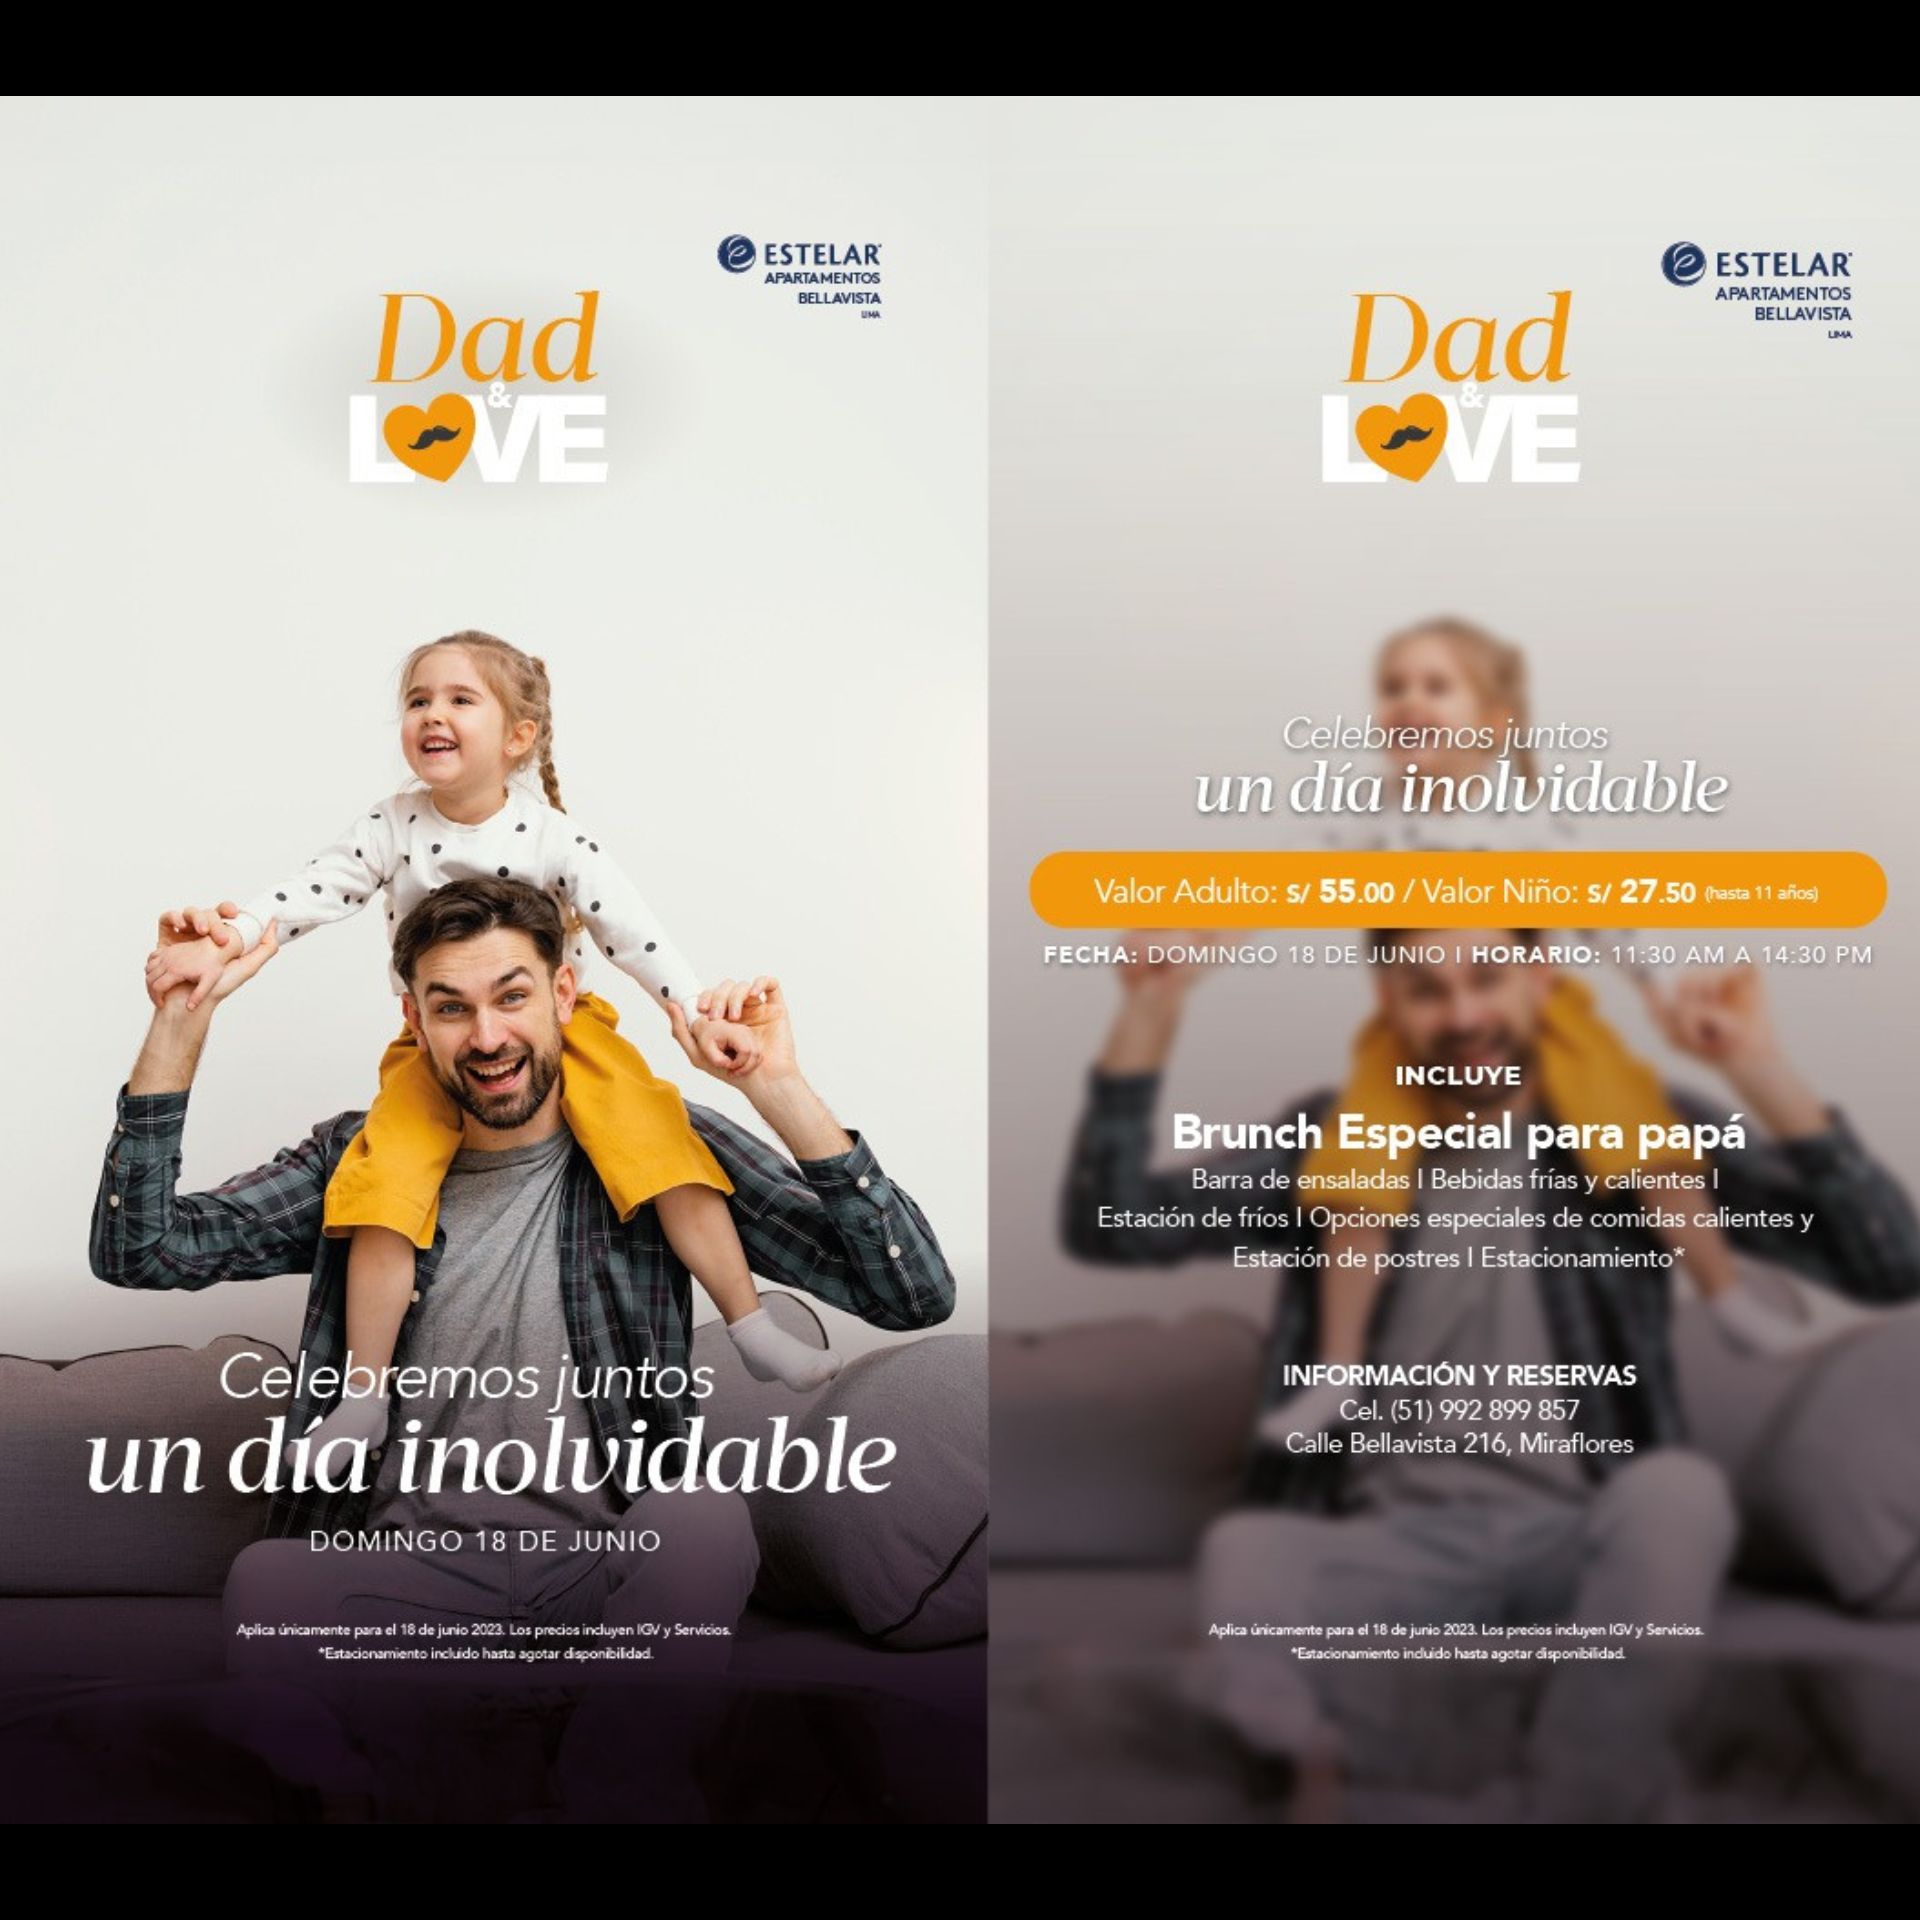 ESTELAR
APARTAMENTOS
BELLAVISTA
LIMA
Dad
&
LOVE
Celebremos juntos
un día inolvidable
DOMINGO 18 DE JUNIO
Aplica únicamente para el 18 de junio 2023. Los precios incluyen IGV y Servicios.
*Estacionamiento incluido hasta agotar disponibilidad.
ESTELAR
APARTAMENTOS
BELLAVISTA
LIMA
Dad
&
LOVE
Celebremos juntos
un día inolvidable
Valor Adulto: S/ 55.00 / Valor Niño: S/ 27.50 (hasta 11 años)
FECHA: DOMINGO 18 DE JUNIO | HORARIO: 11:30 AM A 14:30 PM
INCLUYE
Brunch Especial para papá
Barra de ensaladas | Bebidas frías y calientes |
Estación de fríos | Opciones especiales de comidas calientes y
Estación de postres | Estacionamiento*
INFORMACIÓN Y RESERVAS
Cel. (51) 992 899 857
Calle Bellavista 216, Miraflores
Aplica únicamente para el 18 de junio 2023. Los precios incluyen IGV y Servicios.
*Estacionamiento incluido hasta agotar disponibilidad.